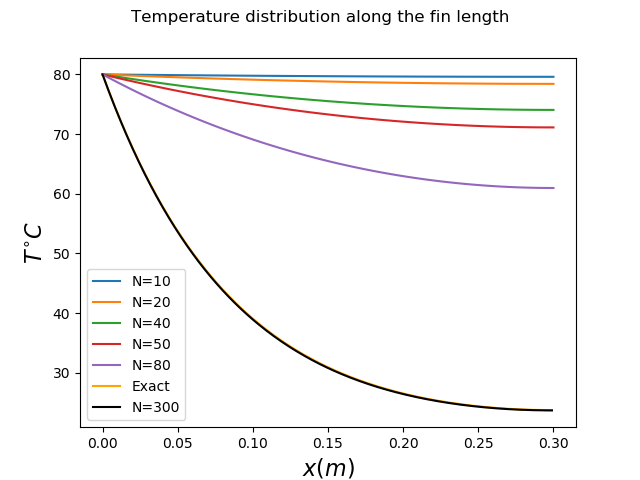 Temperature distribution along the fin length
80
70
60
50
40
30
T°C
N=10
N=20
N=40
N=50
N=80
Exact
N=300
0.00 0.05 0.10 0.15 0.20 0.25 0.30
x(m)